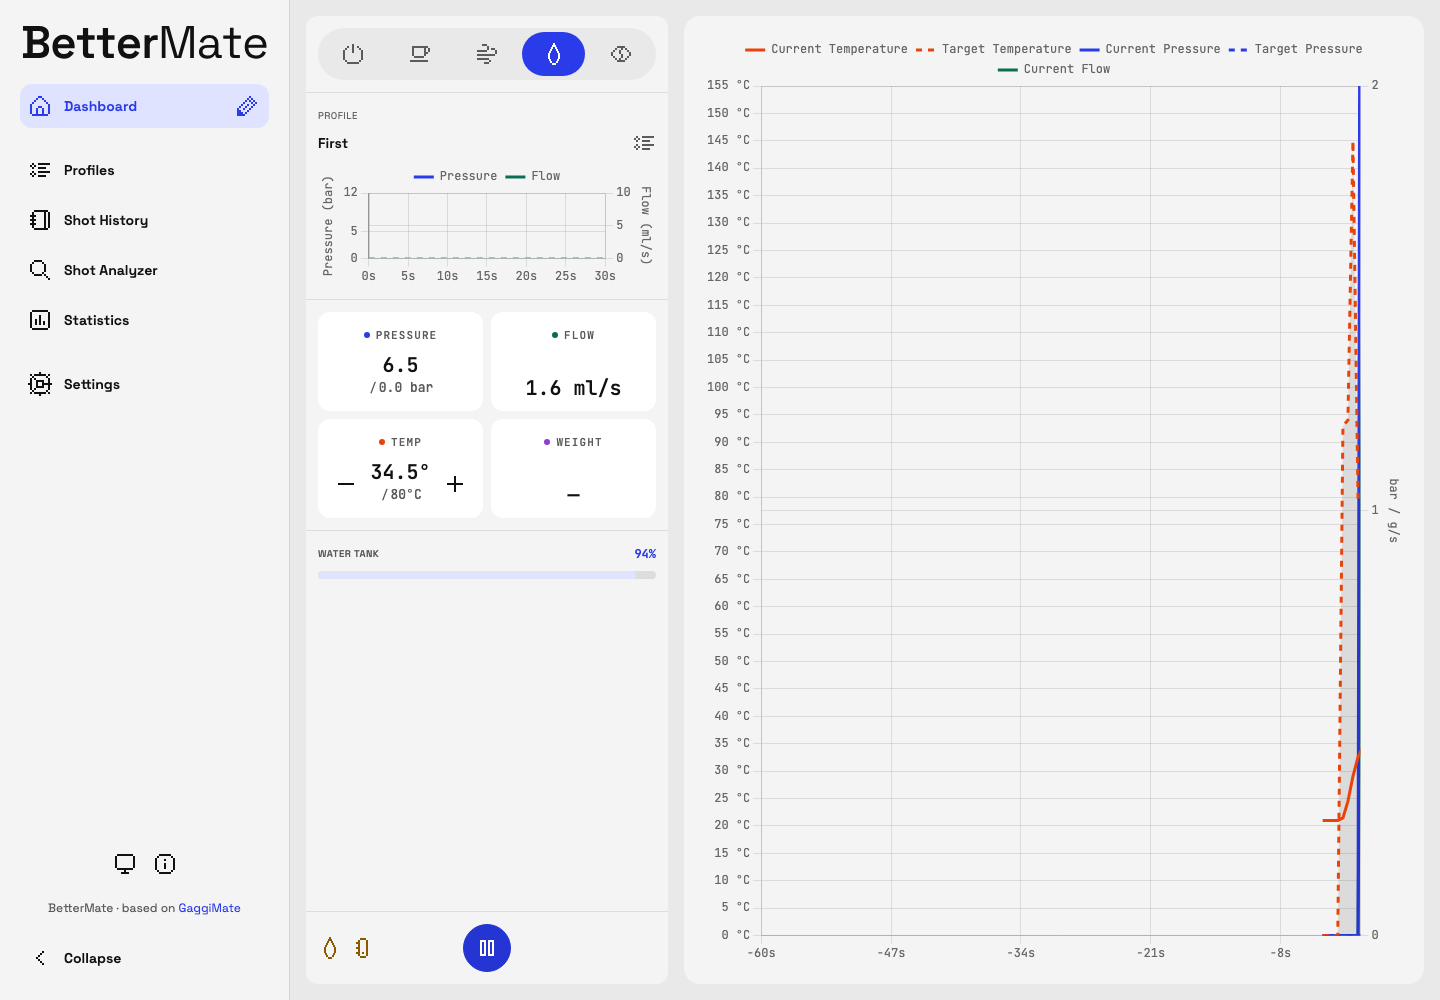 BetterMate
Dashboard
Profiles
Shot History
Shot Analyzer
Statistics
Settings
BetterMate · based on GaggiMate
Collapse
PROFILE
First
Pressure Flow
Pressure (bar)
12
5
0
10
5
0
Flow (ml/s)
0s 5s 10s 15s 20s 25s 30s
PRESSURE
6.5
/0.0 bar
FLOW
1.6 ml/s
TEMP
− 34.5° +
/80°C
WEIGHT
–
WATER TANK 94%
Current Temperature Target Temperature Current Pressure Target Pressure
Current Flow
155 °C
150 °C
145 °C
140 °C
135 °C
130 °C
125 °C
120 °C
115 °C
110 °C
105 °C
100 °C
95 °C
90 °C
85 °C
80 °C
75 °C
70 °C
65 °C
60 °C
55 °C
50 °C
45 °C
40 °C
35 °C
30 °C
25 °C
20 °C
15 °C
10 °C
5 °C
0 °C
2
1
0
bar / g/s
-60s -47s -34s -21s -8s